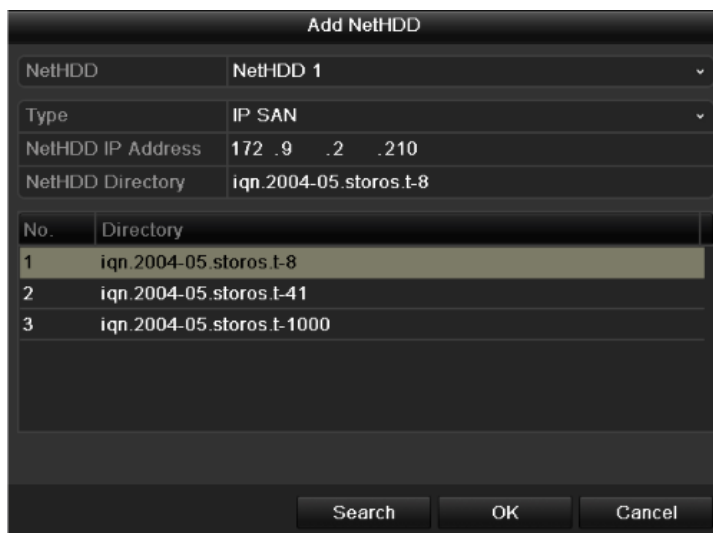 Add NetHDD
NetHDD NetHDD 1
Type IP SAN
NetHDD IP Address 172 .9 .2 .210
NetHDD Directory iqn.2004-05.storos.t-8
No. Directory
1 iqn.2004-05.storos.t-8
2 iqn.2004-05.storos.t-41
3 iqn.2004-05.storos.t-1000
Search OK Cancel